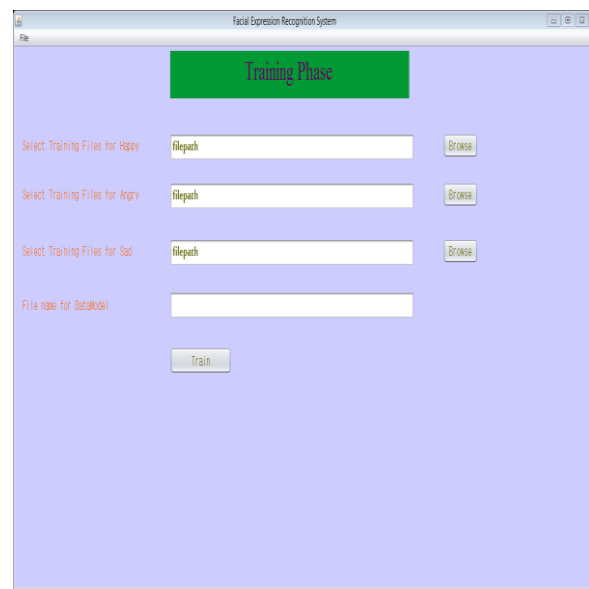 Facial Expression Recognition System
File
Training Phase
Select Training Files for Happy filepath Browse
Select Training Files for Angry filepath Browse
Select Training Files for Sad filepath Browse
File name for DataModel
Train